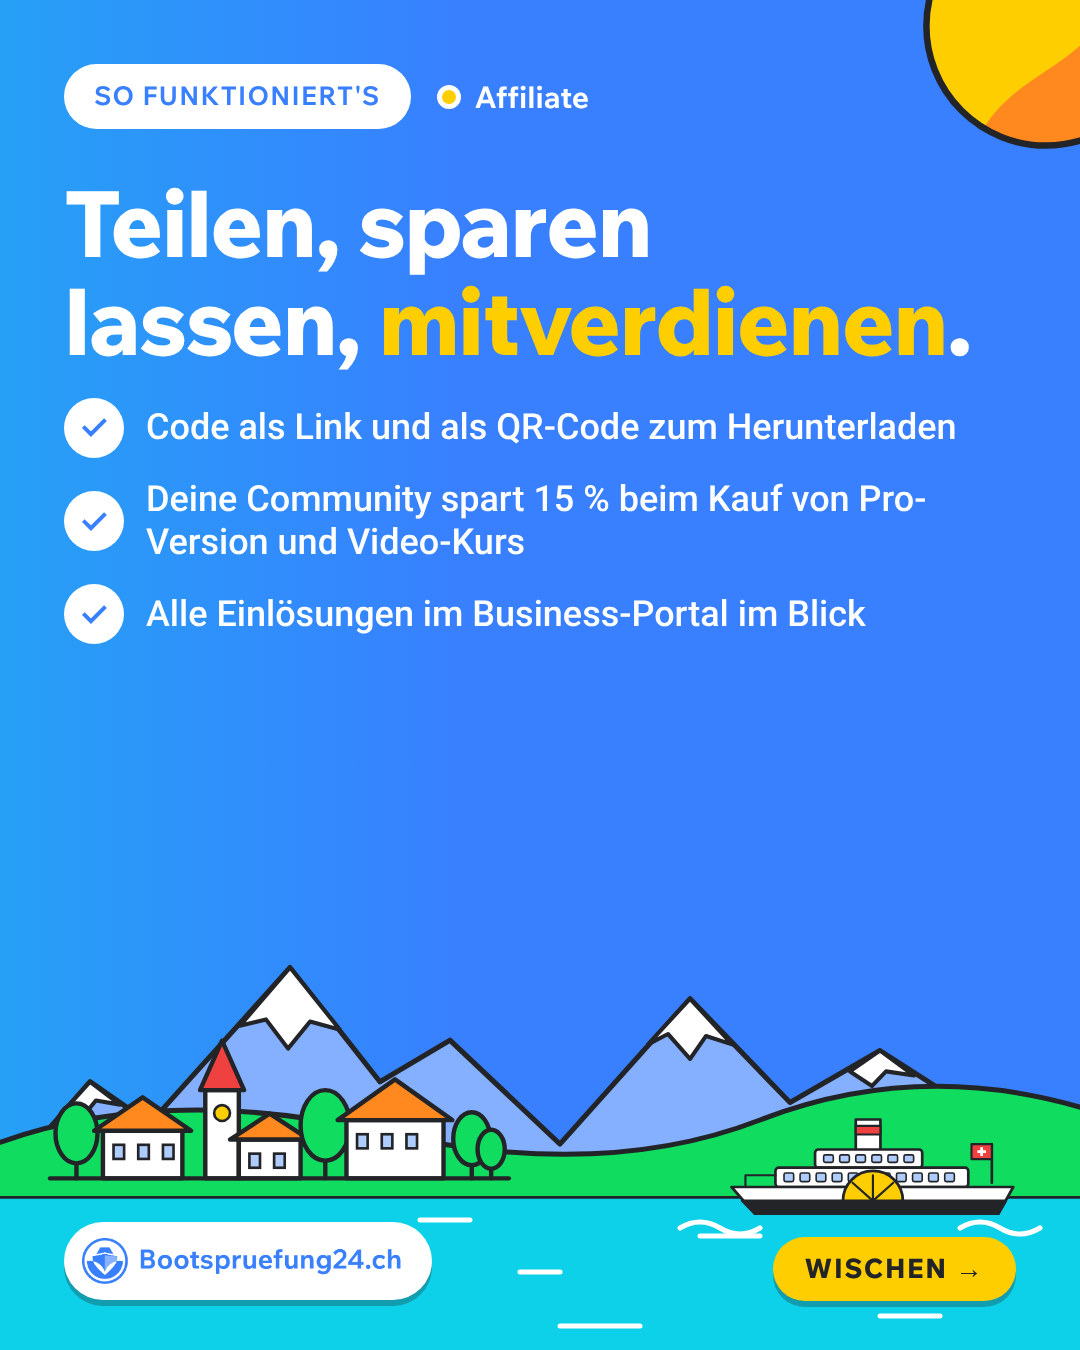 SO FUNKTIONIERT'S
Affiliate
Teilen, sparen
lassen, mitverdienen.
Code als Link und als QR-Code zum Herunterladen
Deine Community spart 15 % beim Kauf von Pro-
Version und Video-Kurs
Alle Einlösungen im Business-Portal im Blick
Bootspruefung24.ch
WISCHEN →